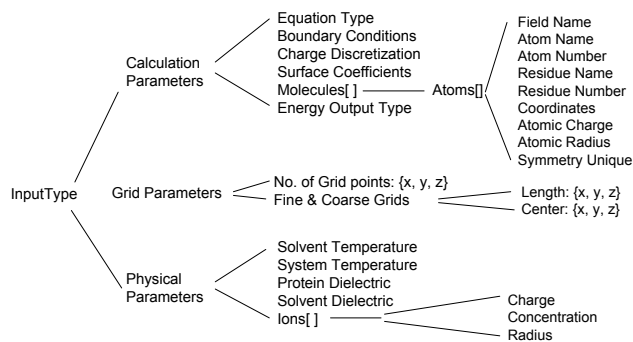 Equation Type
Boundary Conditions
Charge Discretization
Surface Coefficients
Molecules[ ]
Energy Output Type
Calculation
Parameters
Atoms[]
Field Name
Atom Name
Atom Number
Residue Name
Residue Number
Coordinates
Atomic Charge
Atomic Radius
Symmetry Unique
InputType
Grid Parameters
No. of Grid points: {x, y, z}
Fine & Coarse Grids
Length: {x, y, z}
Center: {x, y, z}
Physical
Parameters
Solvent Temperature
System Temperature
Protein Dielectric
Solvent Dielectric
Ions[ ]
Charge
Concentration
Radius